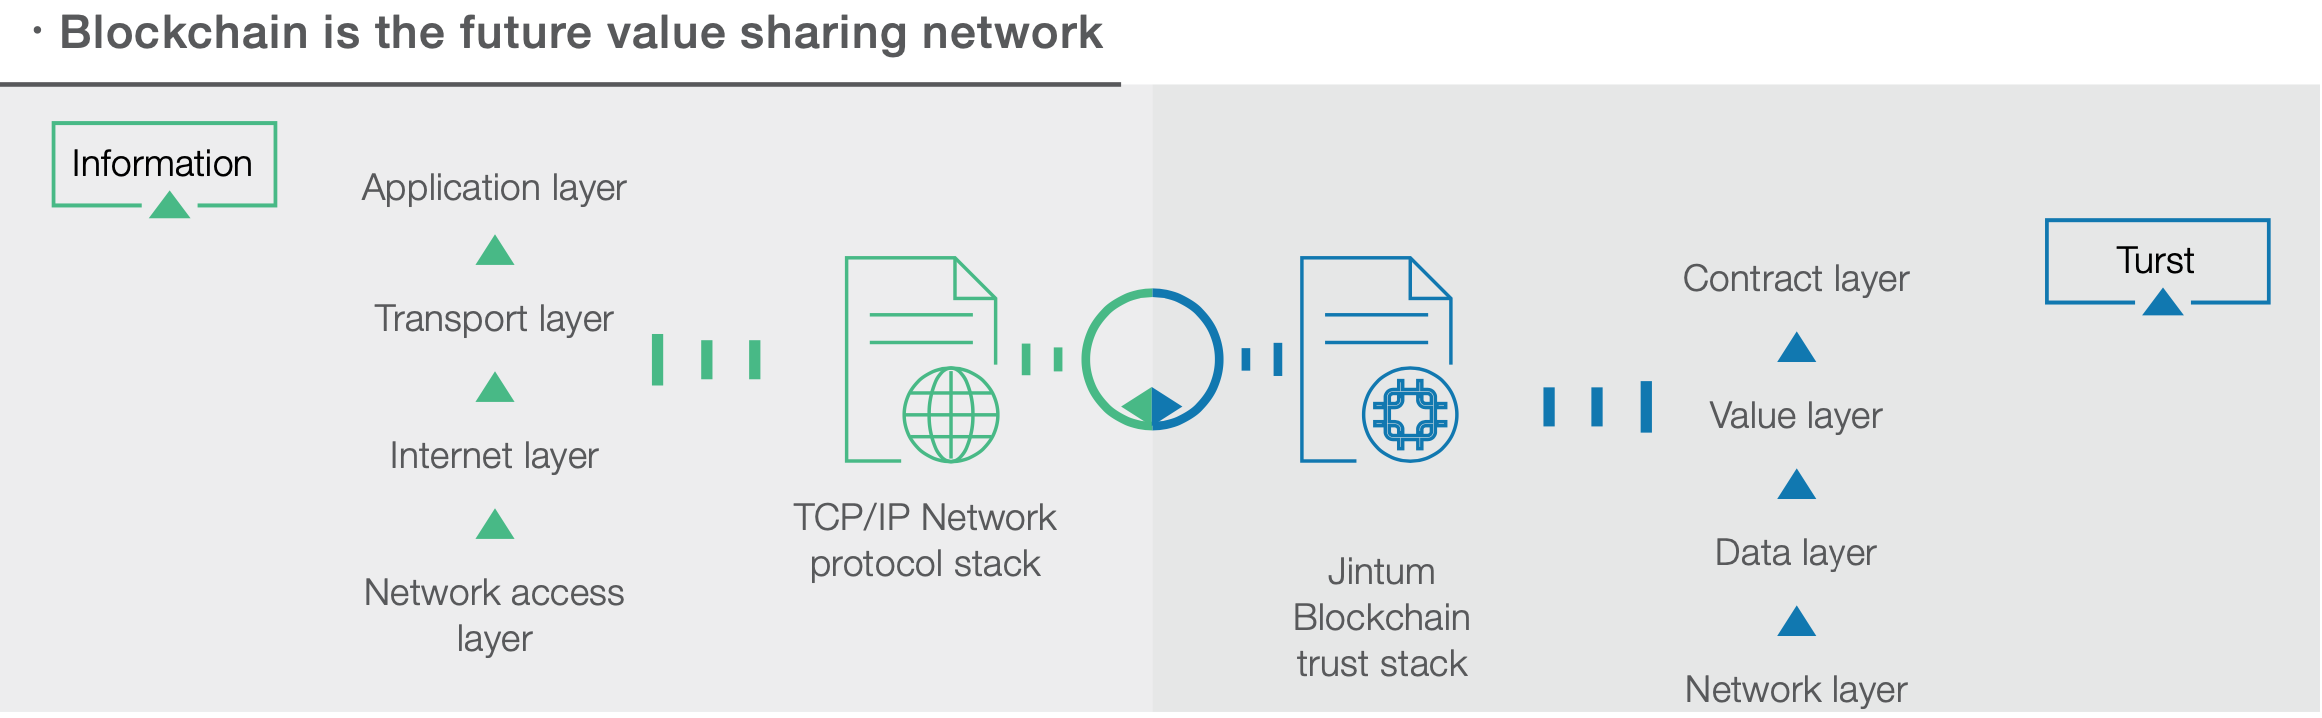 · Blockchain is the future value sharing network
Information
Application layer
Transport layer
Internet layer
Network access
layer
TCP/IP Network
protocol stack
Jintum
Blockchain
trust stack
Contract layer
Value layer
Data layer
Network layer
Turst